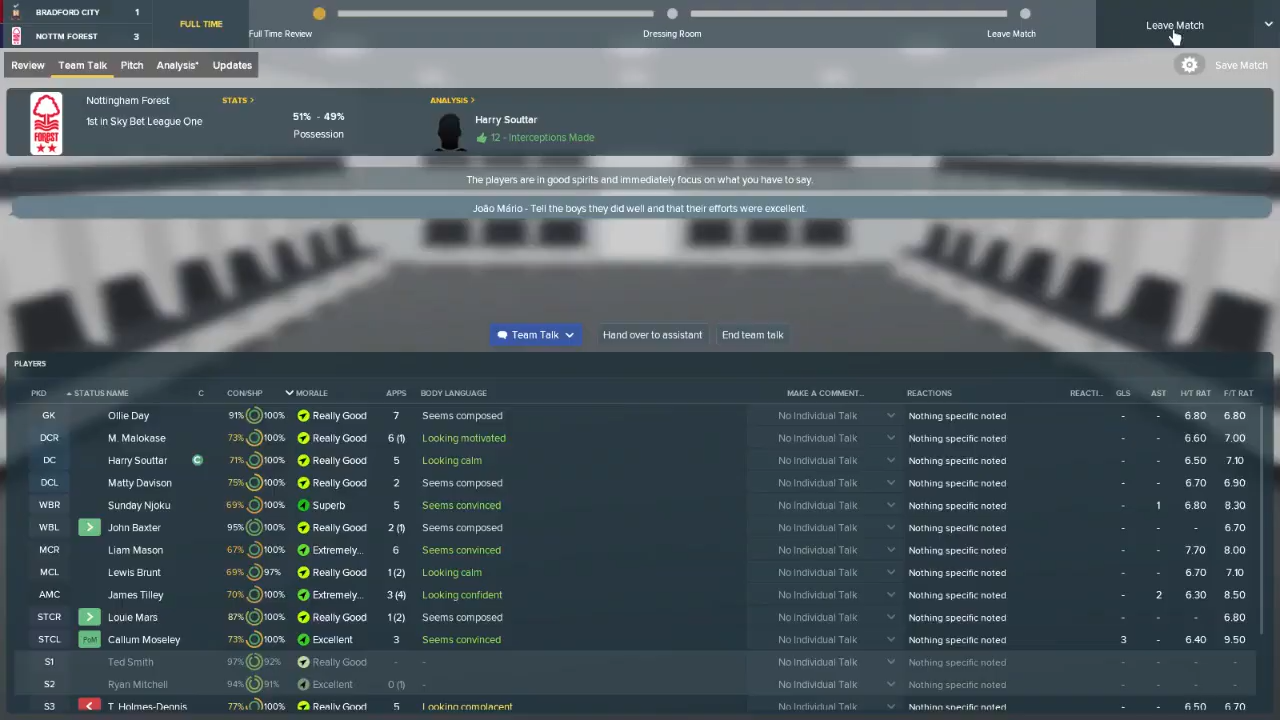 BRADFORD CITY 1
NOTTM FOREST 3
FULL TIME
Full Time Review Dressing Room Leave Match
Leave Match
Review Team Talk Pitch Analysis* Updates
Save Match
Nottingham Forest
1st in Sky Bet League One
STATS >
51% - 49%
Possession
ANALYSIS >
Harry Souttar
12 - Interceptions Made
FOREST
The players are in good spirits and immediately focus on what you have to say.
João Mário - Tell the boys they did well and that their efforts were excellent.
Team Talk Hand over to assistant End team talk
PLAYERS
PKD STATUS NAME C CON/SHP MORALE APPS BODY LANGUAGE MAKE A COMMENT... REACTIONS REACTI... GLS AST H/T RAT F/T RAT
GK Ollie Day 91% 100% Really Good 7 Seems composed No Individual Talk Nothing specific noted - - 6.80 6.80
DCR M. Malokase 73% 100% Really Good 6 (1) Looking motivated No Individual Talk Nothing specific noted - - 6.60 7.00
DC Harry Souttar C 71% 100% Really Good 5 Looking calm No Individual Talk Nothing specific noted - - 6.50 7.10
DCL Matty Davison 75% 100% Really Good 2 Seems composed No Individual Talk Nothing specific noted - - 6.70 6.90
WBR Sunday Njoku 69% 100% Superb 5 Seems convinced No Individual Talk Nothing specific noted - 1 6.80 8.30
WBL John Baxter 95% 100% Really Good 2 (1) Seems composed No Individual Talk Nothing specific noted - - - 6.70
MCR Liam Mason 67% 100% Extremely... 6 Seems convinced No Individual Talk Nothing specific noted - - 7.70 8.00
MCL Lewis Brunt 69% 97% Really Good 1 (2) Looking calm No Individual Talk Nothing specific noted - - 6.70 7.10
AMC James Tilley 70% 100% Extremely... 3 (4) Looking confident No Individual Talk Nothing specific noted - 2 6.30 8.50
STCR Louie Mars 87% 100% Really Good 1 (2) Seems composed No Individual Talk Nothing specific noted - - - 6.80
STCL PoM Callum Moseley 73% 100% Excellent 3 Seems convinced No Individual Talk Nothing specific noted 3 - 6.40 9.50
S1 Ted Smith 97% 92% Really Good - - No Individual Talk Nothing specific noted - - - -
S2 Ryan Mitchell 94% 91% Excellent 0 (1) - No Individual Talk Nothing specific noted - - - -
S3 T. Holmes-Dennis 77% 100% Really Good 5 Looking complacent No Individual Talk Nothing specific noted - - 6.50 6.70